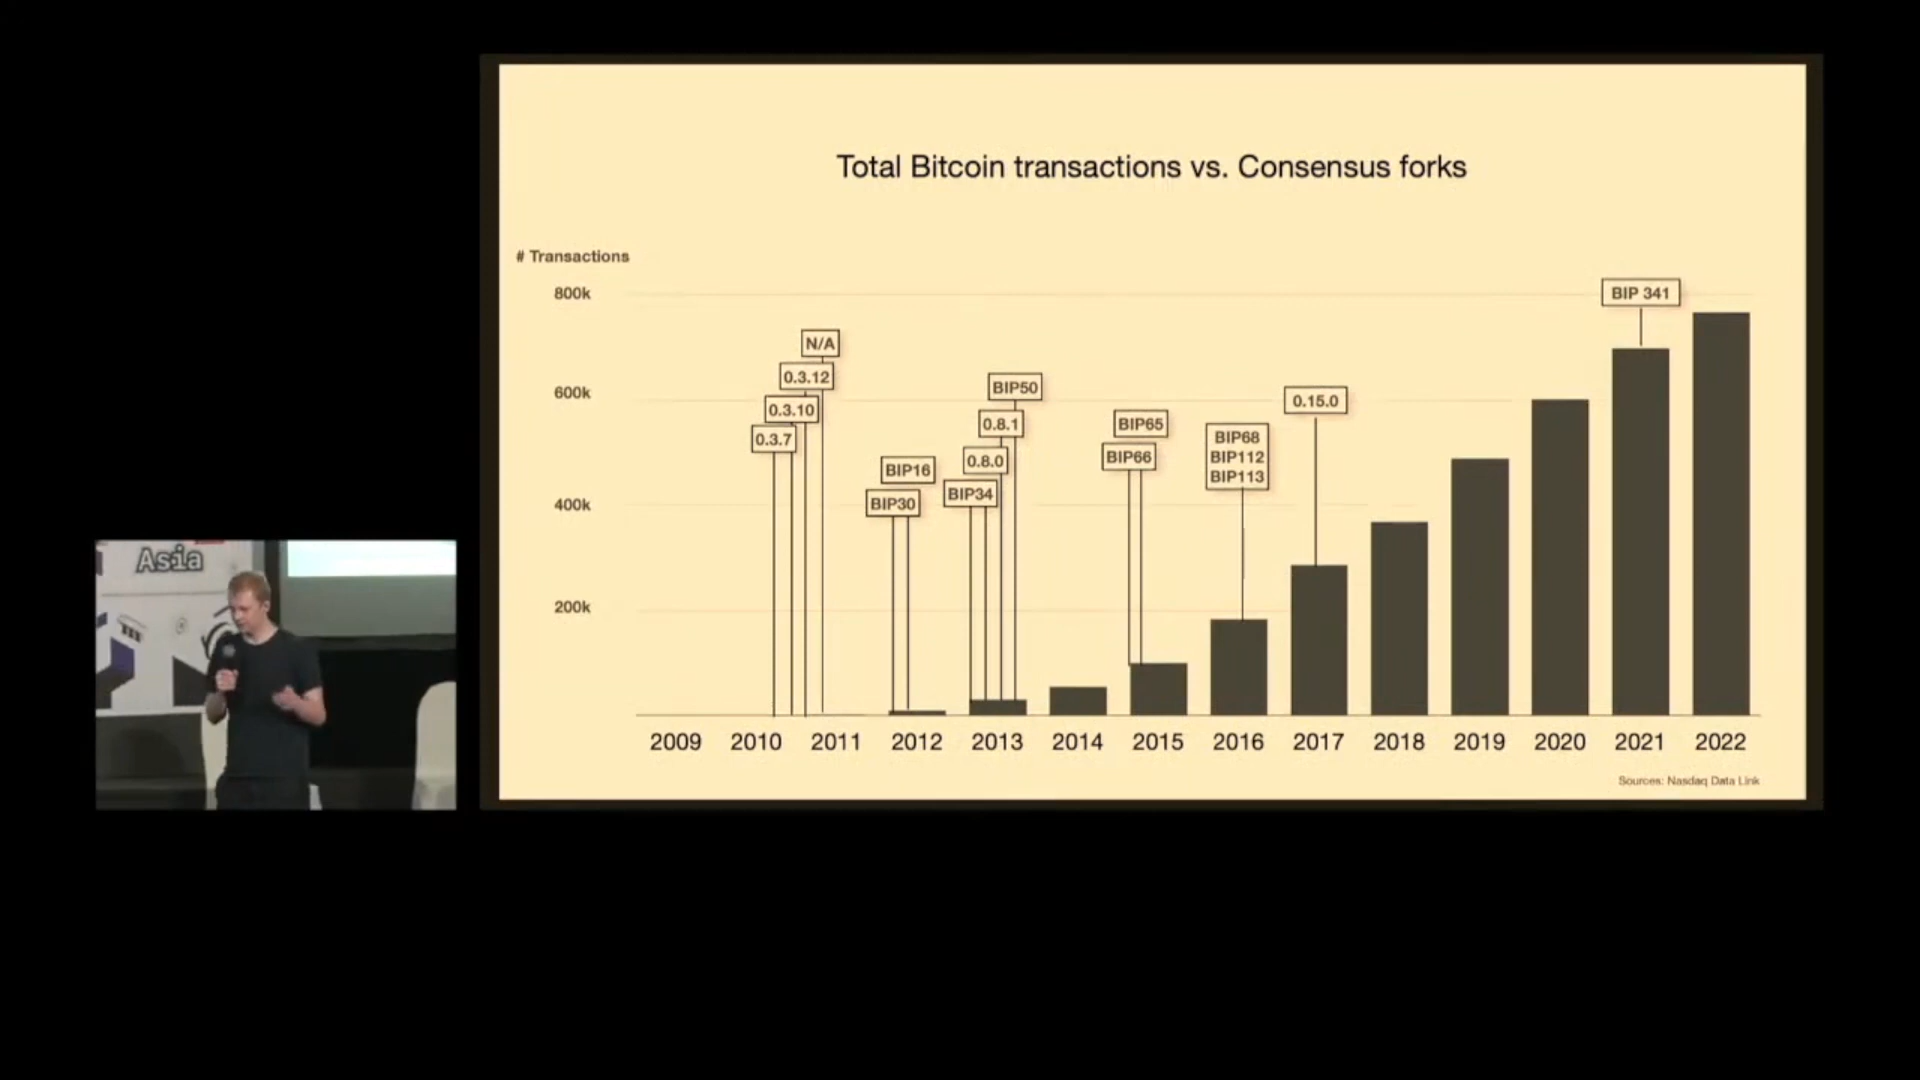 Total Bitcoin transactions vs. Consensus forks
# Transactions
800k
600k
400k
200k
N/A
0.3.12
0.3.10
0.3.7
BIP16
BIP30
BIP50
0.8.1
0.8.0
BIP34
BIP65
BIP66
BIP68
BIP112
BIP113
0.15.0
BIP 341
2009 2010 2011 2012 2013 2014 2015 2016 2017 2018 2019 2020 2021 2022
Sources: Nasdaq Data Link
Asia